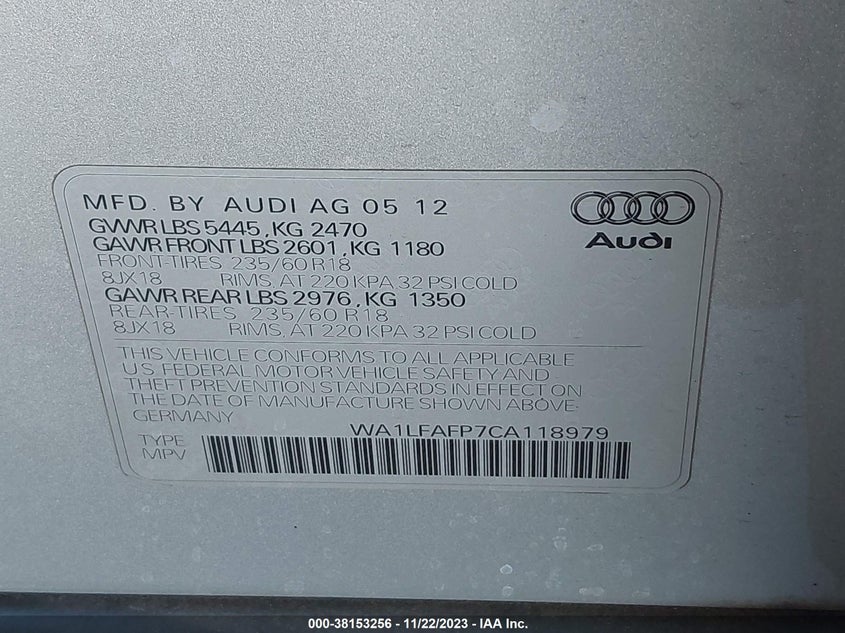 MFD. BY AUDI AG 05 12
GVWR LBS 5445, KG 2470
GAWR FRONT LBS 2601, KG 1180
FRONT-TIRES 235/60 R18
8JX18 RIMS, AT 220 KPA, 32 PSI COLD
GAWR REAR LBS 2976, KG 1350
REAR-TIRES 235/60 R18
8JX18 RIMS, AT 220 KPA 32 PSI COLD
Audi
THIS VEHICLE CONFORMS TO ALL APPLICABLE
U.S. FEDERAL MOTOR VEHICLE SAFETY AND
THEFT PREVENTION STANDARDS IN EFFECT ON
THE DATE OF MANUFACTURE SHOWN ABOVE.
GERMANY
WA1LFAFP7CA118979
TYPE
MPV
000-38153256 - 11/22/2023 - IAA Inc.